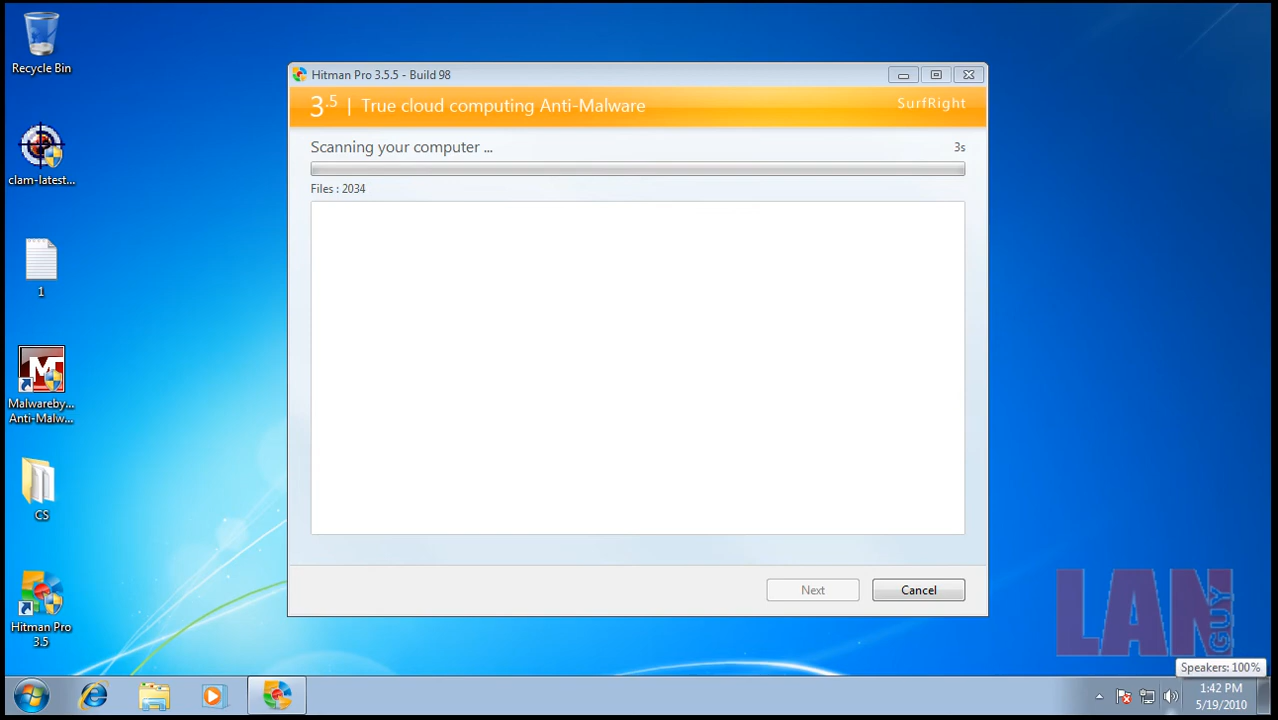 Recycle Bin
clam-latest...
1
Malwareby...
Anti-Malw...
CS
Hitman Pro
3.5
Hitman Pro 3.5.5 - Build 98
3.5 | True cloud computing Anti-Malware
SurfRight
Scanning your computer ...
3s
Files : 2034
Next
Cancel
LAN
GUY
Speakers: 100%
1:42 PM
5/19/2010